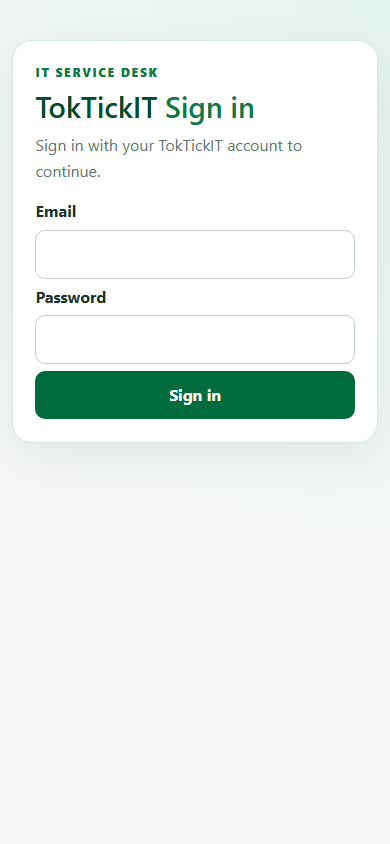 IT SERVICE DESK
TokTickIT Sign in
Sign in with your TokTickIT account to
continue.
Email
Password
Sign in